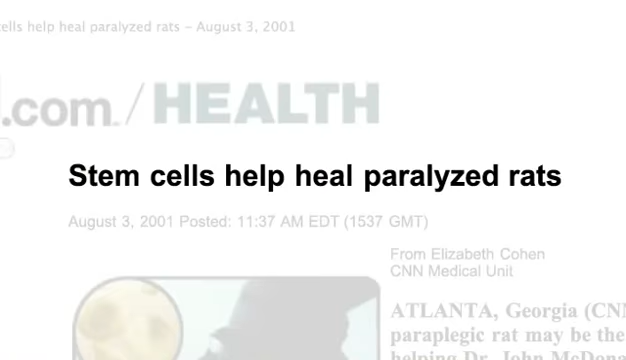 cells help heal paralyzed rats – August 3, 2001
.com / HEALTH
Stem cells help heal paralyzed rats
August 3, 2001 Posted: 11:37 AM EDT (1537 GMT)
From Elizabeth Cohen
CNN Medical Unit
ATLANTA, Georgia (CNN
paraplegic rat may be the
helping Dr. John McDona